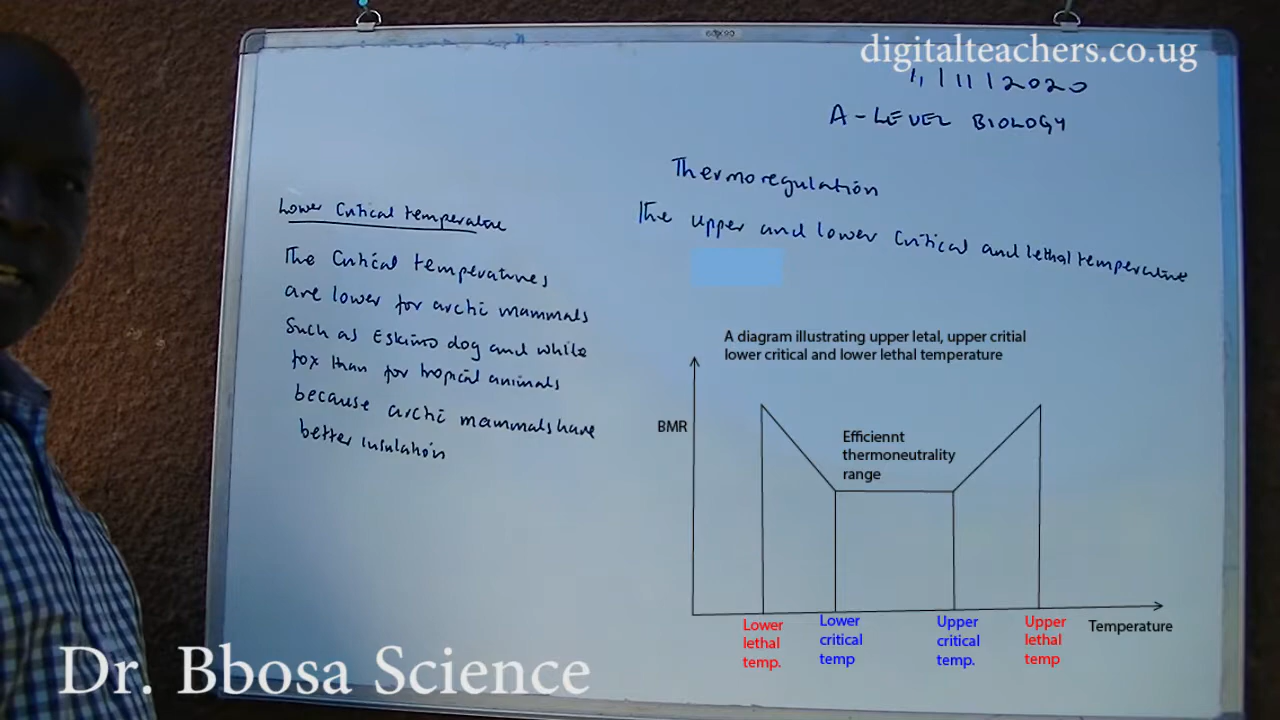 60x90
digitalteachers.co.ug
11/2020
A-LEVEL BIOLOGY
Thermoregulation
The upper and lower Critical and lethal temperature
Lower Critical temperature
The Critical temperatures
are lower for arctic mammals
Such as Eskimo dog and white
fox than for tropical animals
because arctic mammals have
better insulation
A diagram illustrating upper letal, upper critial
lower critical and lower lethal temperature
BMR
Efficiennt
thermoneutrality
range
Lower
lethal
temp.
Lower
critical
temp
Upper
critical
temp.
Upper
lethal
temp
Temperature
Dr. Bbosa Science